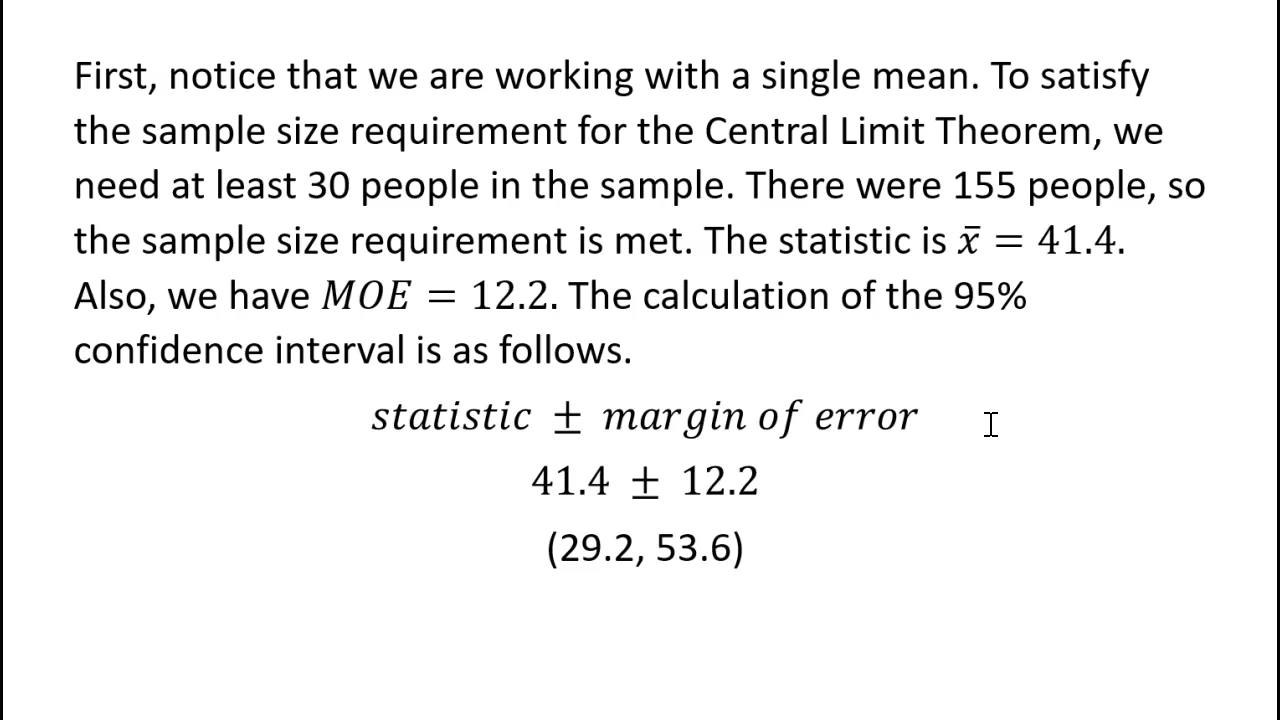 First, notice that we are working with a single mean. To satisfy
the sample size requirement for the Central Limit Theorem, we
need at least 30 people in the sample. There were 155 people, so
the sample size requirement is met. The statistic is x̄ = 41.4.
Also, we have MOE = 12.2. The calculation of the 95%
confidence interval is as follows.
statistic ± margin of error
41.4 ± 12.2
(29.2, 53.6)